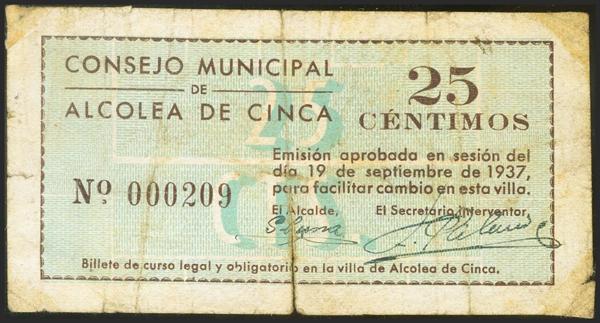 CONSEJO MUNICIPAL
DE
ALCOLEA DE CINCA
25
CÉNTIMOS
25
CTS.
Emisión aprobada en sesión del
día 19 de septiembre de 1937,
para facilitar cambio en esta villa.
Nº 000209
El Alcalde, El Secretario interventor,
Billete de curso legal y obligatorio en la villa de Alcolea de Cinca.